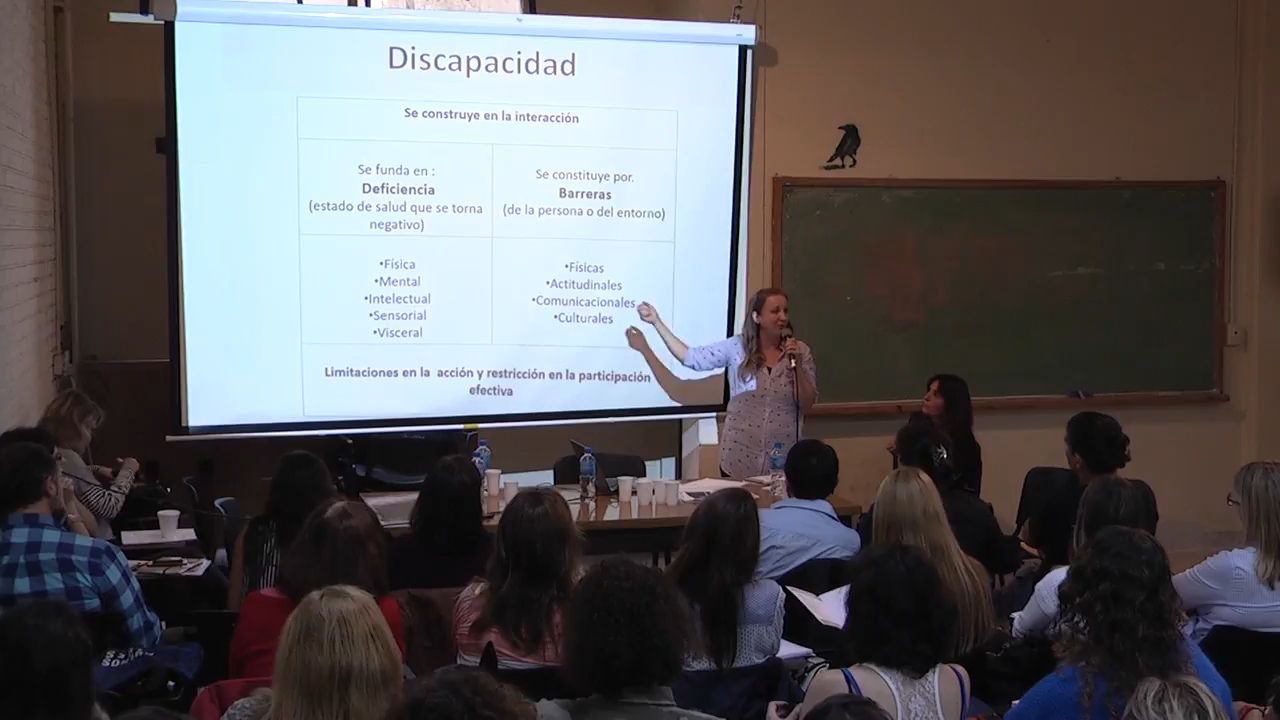 Discapacidad
Se construye en la interacción
Se funda en :
Deficiencia
(estado de salud que se torna
negativo)
Se constituye por.
Barreras
(de la persona o del entorno)
•Física
•Mental
•Intelectual
•Sensorial
•Visceral
•Físicas
•Actitudinales
•Comunicacionales
•Culturales
Limitaciones en la acción y restricción en la participación
efectiva